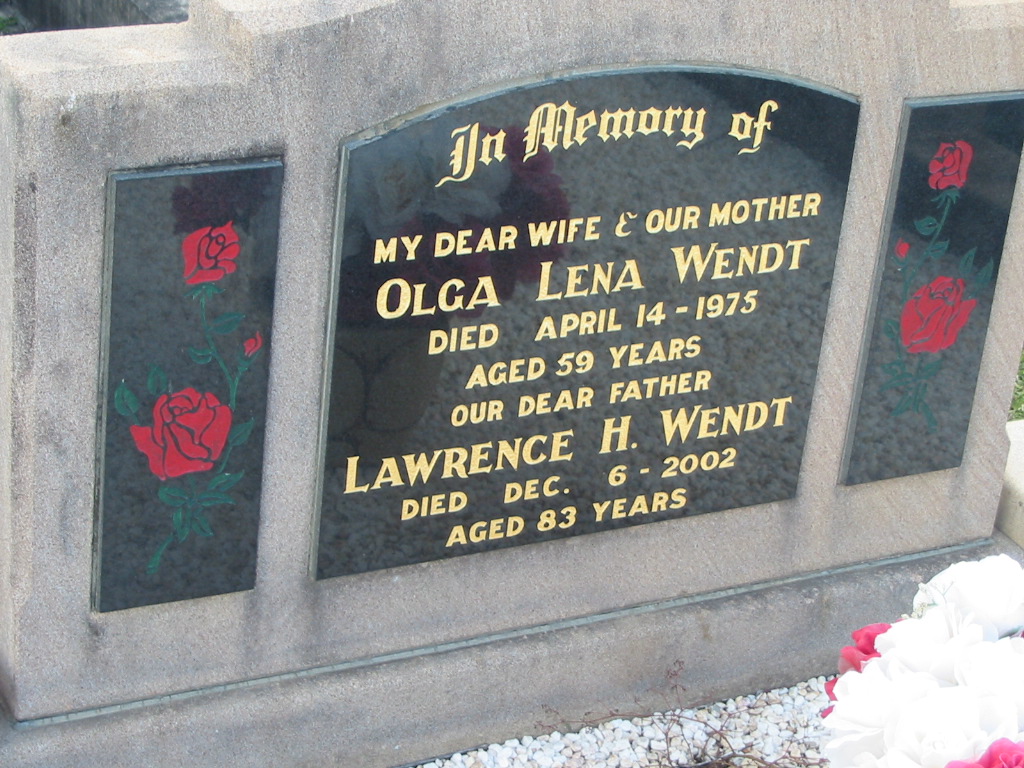 In Memory of
MY DEAR WIFE & OUR MOTHER
OLGA LENA WENDT
DIED APRIL 14 - 1975
AGED 59 YEARS
OUR DEAR FATHER
LAWRENCE H. WENDT
DIED DEC. 6 - 2002
AGED 83 YEARS